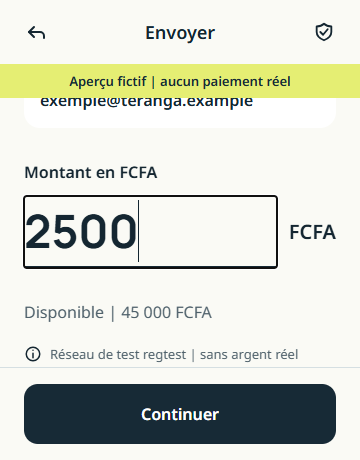 Envoyer
Aperçu fictif | aucun paiement réel
exemple@teranga.example
Montant en FCFA
2500 FCFA
Disponible | 45 000 FCFA
Réseau de test regtest | sans argent réel
Continuer